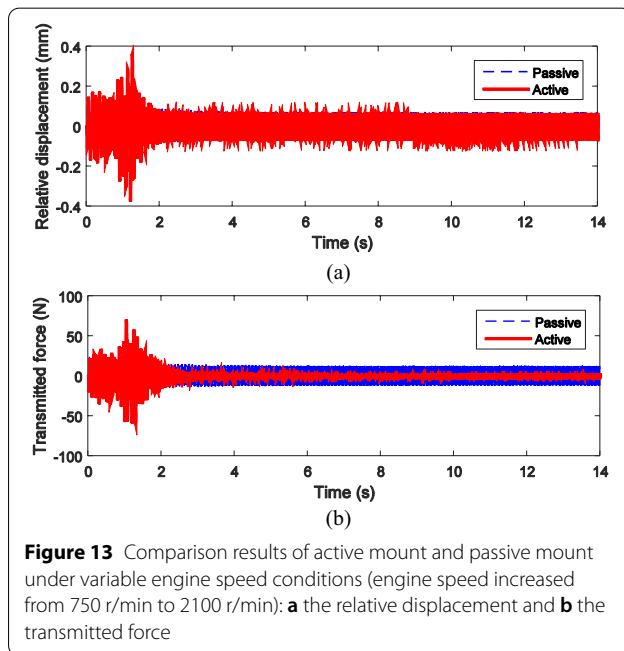 0.4
0.2
0
-0.2
-0.4
Relative displacement (mm)
Passive
Active
0 2 4 6 8 10 12 14
Time (s)
(a)
100
50
0
-50
-100
Transmitted force (N)
Passive
Active
0 2 4 6 8 10 12 14
Time (s)
(b)
Figure 13 Comparison results of active mount and passive mount
under variable engine speed conditions (engine speed increased
from 750 r/min to 2100 r/min): a the relative displacement and b the
transmitted force